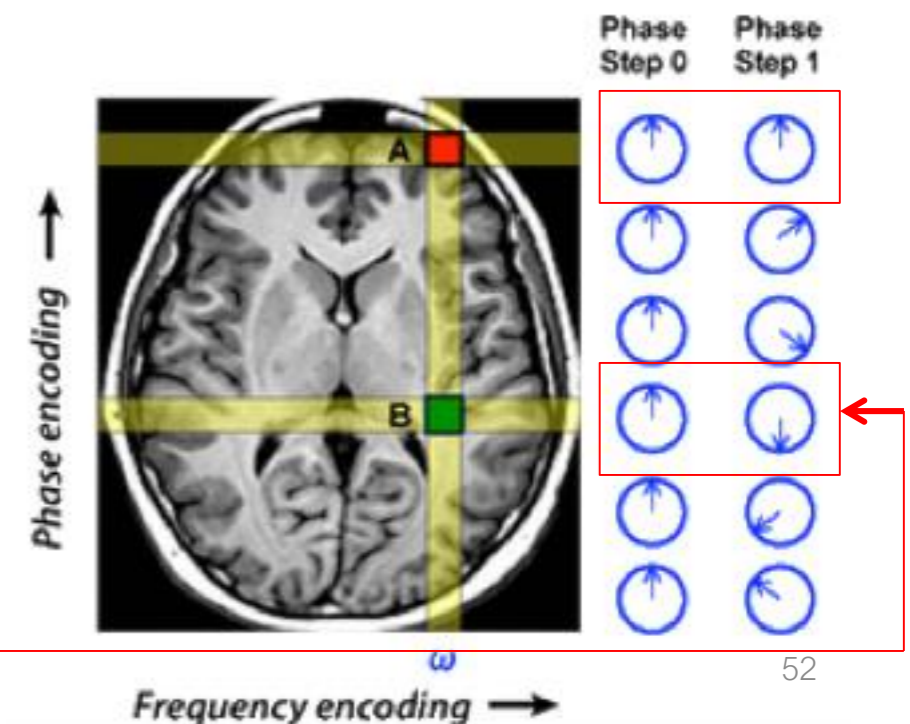 Phase Phase
Step 0 Step 1
A
B
Phase encoding
ω
52
Frequency encoding